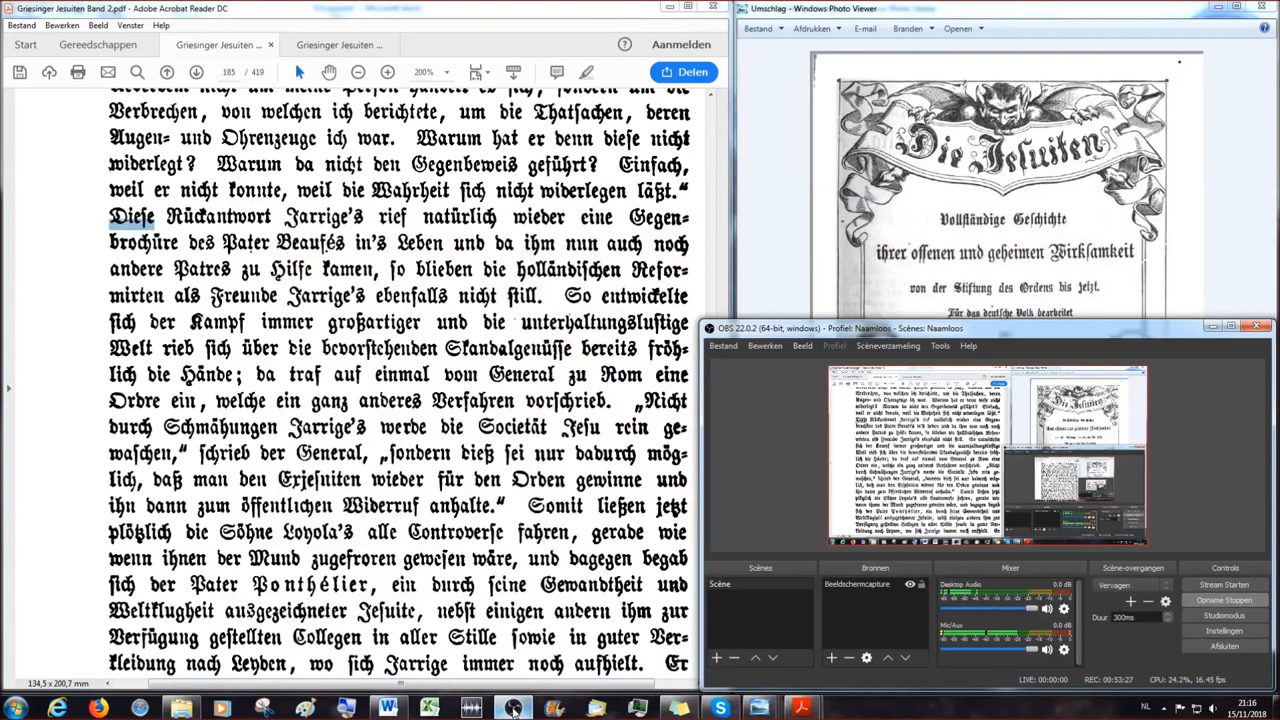 Griesinger Jesuiten Band 2.pdf - Adobe Acrobat Reader DC
Bestand Bewerken Beeld Venster Help
Start Gereedschappen Griesinger Jesuiten ... × Griesinger Jesuiten ... Aanmelden
185 / 419 200% Delen
Verbrechen, von welchen ich berichtete, um die Thatsachen, deren
Augen- und Ohrenzeuge ich war. Warum hat er denn diese nicht
widerlegt? Warum da nicht den Gegenbeweis geführt? Einfach,
weil er nicht konnte, weil die Wahrheit sich nicht widerlegen läßt.“
Diese Rückantwort Jarrige's rief natürlich wieder eine Gegen-
brochüre des Pater Beaufés in's Leben und da ihm nun auch noch
andere Patres zu Hilfe kamen, so blieben die holländischen Refor-
mirten als Freunde Jarrige's ebenfalls nicht still. So entwickelte
sich der Kampf immer großartiger und die unterhaltungslustige
Welt rieb sich über die bevorstehenden Skandalgenüsse bereits fröh-
lich die Hände; da traf auf einmal vom General zu Rom eine
Ordre ein, welche ein ganz anderes Verfahren vorschrieb. „Nicht
durch Schmähung Jarrige's werde die Societät Jesu rein ge-
waschen,“ schrieb der General, „sondern dieß sei nur dadurch mög-
lich, daß man den Exjesuiten wieder für den Orden gewinne und
ihn dann zum öffentlichen Widerruf anhalte.“ Somit ließen jetzt
plötzlich die Söhne Loyola's alle Controverse fahren, gerade wie
wenn ihnen der Mund zugefroren gewesen wäre, und dagegen begab
sich der Pater Ponthélier, ein durch seine Gewandtheit und
Weltklugheit ausgezeichneter Jesuite, nebst einigen andern ihm zur
Verfügung gestellten Collegen in aller Stille sowie in guter Ver-
kleidung nach Leyden, wo sich Jarrige immer noch aufhielt. Er
134,5 x 200,7 mm
Umschlag - Windows Photo Viewer
Bestand Afdrukken E-mail Branden Openen
Die Jesuiten
Vollständige Geschichte
ihrer offenen und geheimen Wirksamkeit
von der Stiftung des Ordens bis jetzt.
Für das deutsche Volk bearbeitet
OBS 22.0.2 (64-bit, windows) - Profiel: Naamloos - Scènes: Naamloos
Bestand Bewerken Beeld Profiel Scèneverzameling Tools Help
Scènes Bronnen Mixer Scène-overgangen Controls
Scène
Beeldschermcapture
Desktop Audio 0.0 dB
Mic/Aux 0.0 dB
Vervagen
Duur 300ms
Stream Starten
Opname Stoppen
Studiomodus
Instellingen
Afsluiten
LIVE: 00:00:00 REC: 00:53:27 CPU: 24.2%, 16.45 fps
NL 21:16
15/11/2018